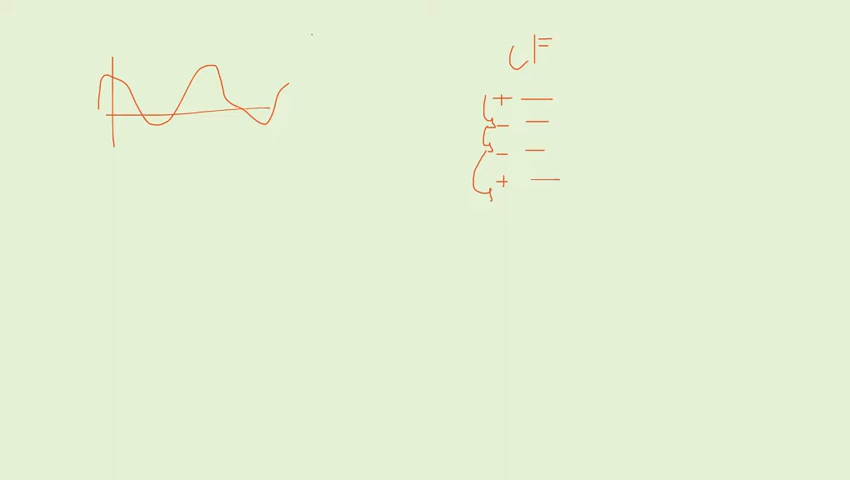 CF
+ —
- —
- —
+ —